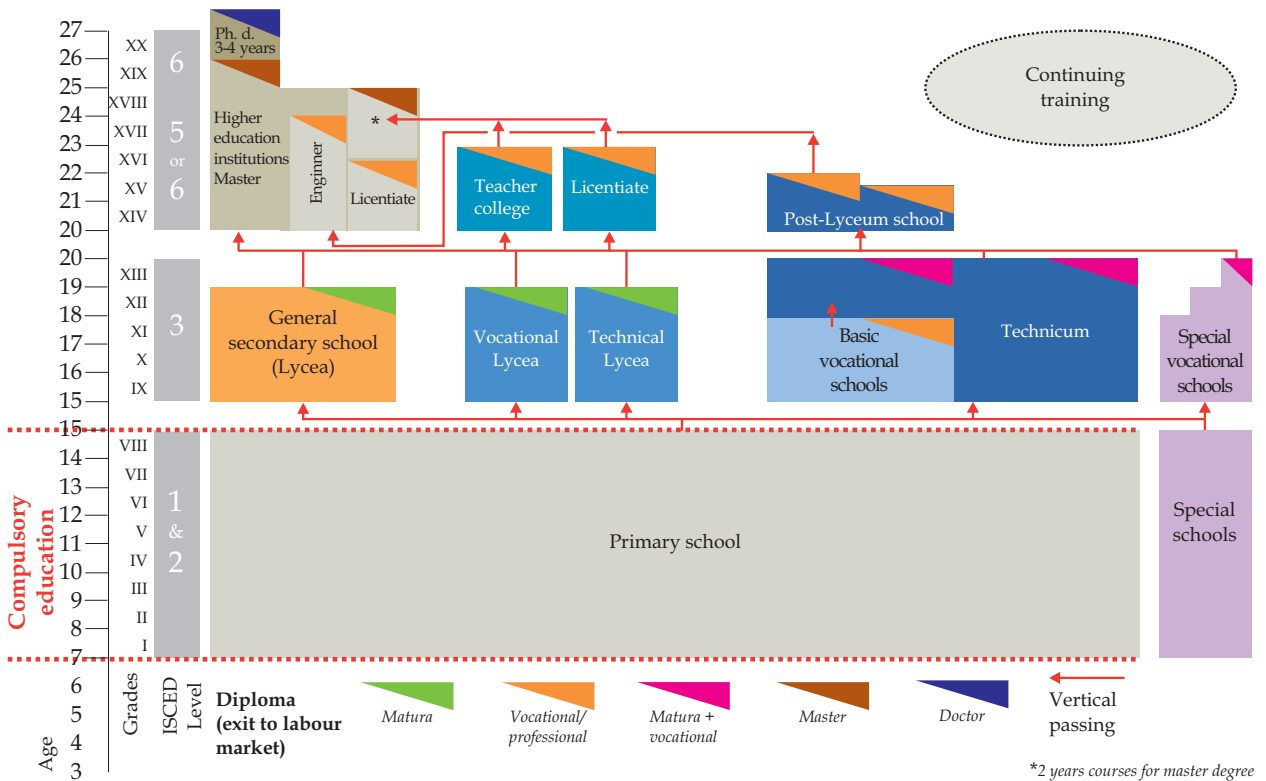 27
26
25
24
23
22
21
20
20
19
18
17
16
15
15
14
13
12
11
10
9
8
7
6
5
4
3
Age
XX
XIX
XVIII
XVII
XVI
XV
XIV
XIII
XII
XI
X
IX
VIII
VII
VI
V
IV
III
II
I
Grades
6
5
or
6
3
1
&
2
ISCED
Level
Compulsory
education
Ph. d.
3-4 years
Higher
education
institutions
Master
Enginner
*
Licentiate
Teacher
college
Licentiate
Post-Lyceum school
Continuing
training
General
secondary school
(Lycea)
Vocational
Lycea
Technical
Lycea
Basic
vocational
schools
Technicum
Special
vocational
schools
Primary school
Special
schools
Diploma
(exit to labour
market)
Matura
Vocational/
professional
Matura +
vocational
Master
Doctor
Vertical
passing
*2 years courses for master degree